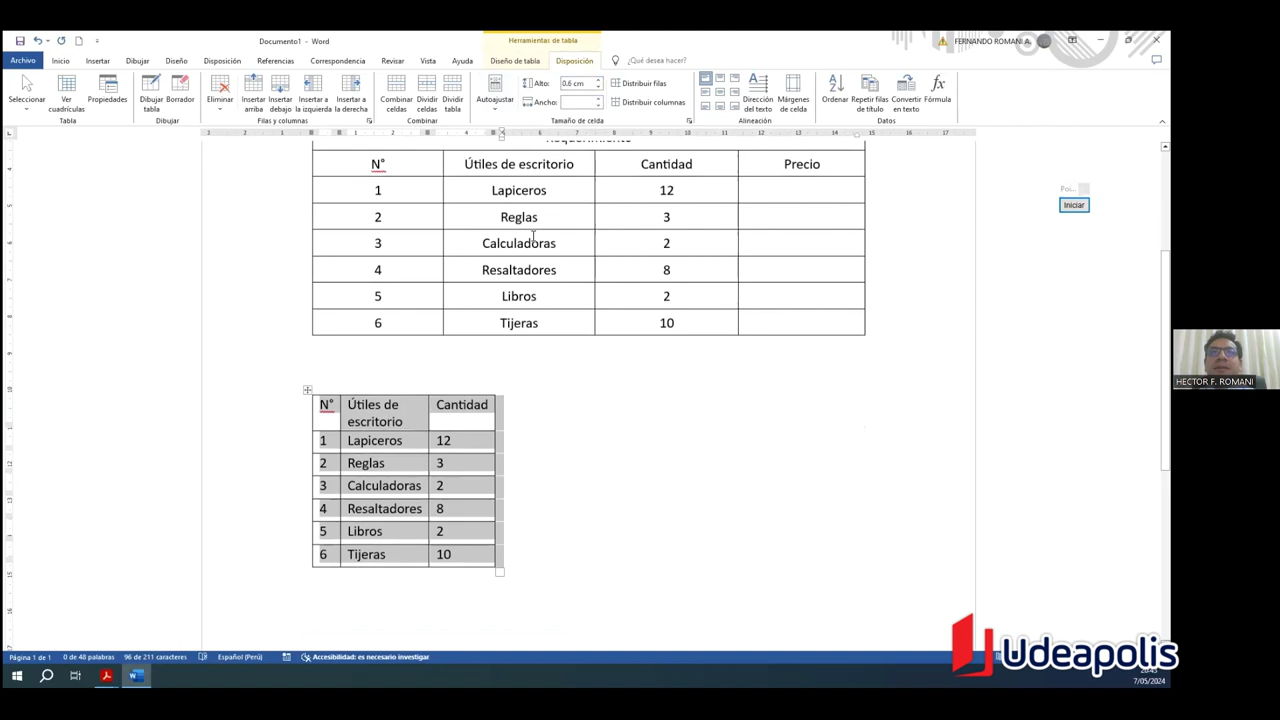 Documento1 - Word
Herramientas de tabla
FERNANDO ROMANI A.
Archivo
Inicio
Insertar
Dibujar
Diseño
Disposición
Referencias
Correspondencia
Revisar
Vista
Ayuda
Diseño de tabla
Disposición
¿Qué desea hacer?
Seleccionar
Ver cuadrículas
Propiedades
Dibujar tabla
Borrador
Eliminar
Insertar arriba
Insertar debajo
Insertar a la izquierda
Insertar a la derecha
Combinar celdas
Dividir celdas
Dividir tabla
Autoajustar
Alto: 0.6 cm
Ancho:
Distribuir filas
Distribuir columnas
Dirección del texto
Márgenes de celda
Ordenar
Repetir filas de título
Convertir en texto
Fórmula
Tabla
Dibujar
Filas y columnas
Combinar
Tamaño de celda
Alineación
Datos
N° Útiles de escritorio Cantidad Precio
1 Lapiceros 12
2 Reglas 3
3 Calculadoras 2
4 Resaltadores 8
5 Libros 2
6 Tijeras 10
Iniciar
HECTOR F. ROMANI
N° Útiles de escritorio Cantidad
1 Lapiceros 12
2 Reglas 3
3 Calculadoras 2
4 Resaltadores 8
5 Libros 2
6 Tijeras 10
Udeapolis
Página 1 de 1
0 de 48 palabras
96 de 211 caracteres
Español (Perú)
Accesibilidad: es necesario investigar
7/05/2024